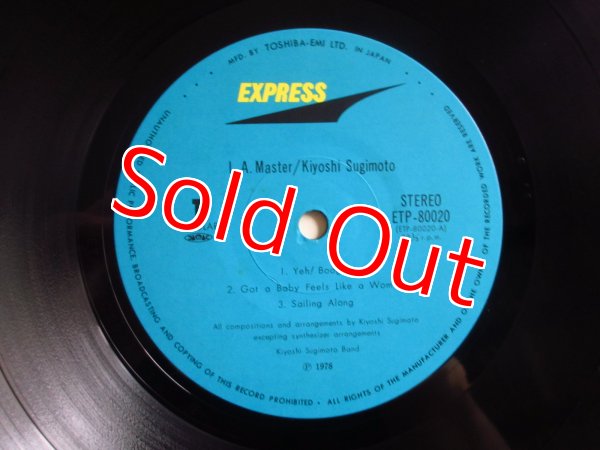 MFD. BY TOSHIBA-EMI LTD. IN JAPAN
EXPRESS
L. A. Master/Kiyoshi Sugimoto
Sold Out
STEREO
ETP-80020
(ETP-80020-A)
r.p.m.
1. Yeh!
2. Got a Baby Feels Like a
3. Sailing Along
All compositions and arrangements by Kiyoshi Sugimoto
excepting synthesizer arrangements
Kiyoshi Sugimoto Band
Ⓟ 1978
PERFORMANCE, BROADCASTING AND COPYING OF THIS RECORD PROHIBITED • ALL RIGHTS OF THE MANUFACTURER AND OF THE OWNER OF THE RECORDED WORK ARE RESERVED